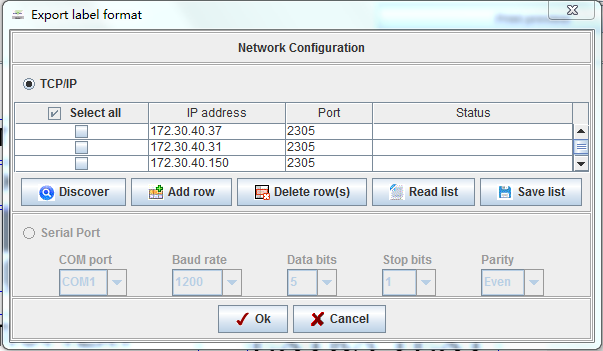 Export label format
Network Configuration
TCP/IP
Select all IP address Port Status
172.30.40.37 2305
172.30.40.31 2305
172.30.40.150 2305
Discover Add row Delete row(s) Read list Save list
Serial Port
COM port Baud rate Data bits Stop bits Parity
COM1 1200 5 1 Even
Ok Cancel